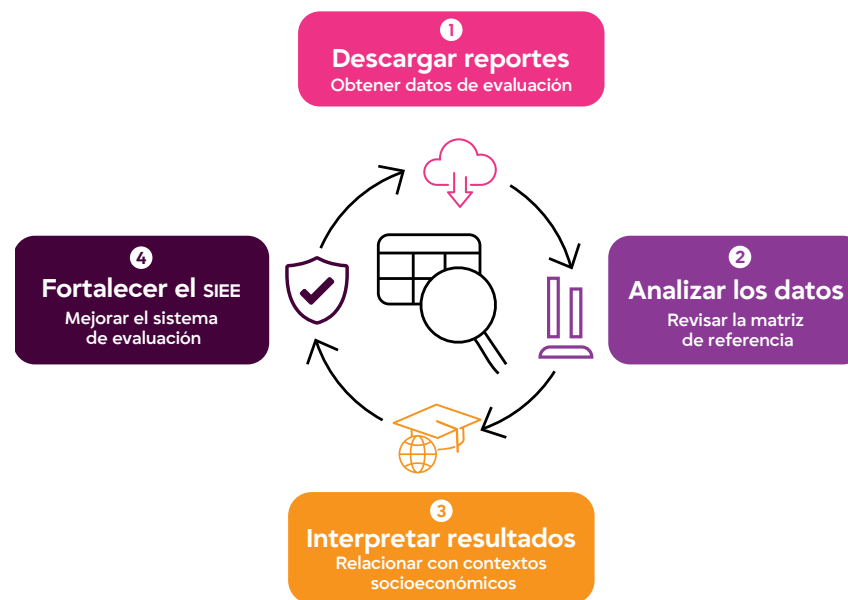 1
Descargar reportes
Obtener datos de evaluación
2
Analizar los datos
Revisar la matriz
de referencia
3
Interpretar resultados
Relacionar con contextos
socioeconómicos
4
Fortalecer el SIEE
Mejorar el sistema
de evaluación